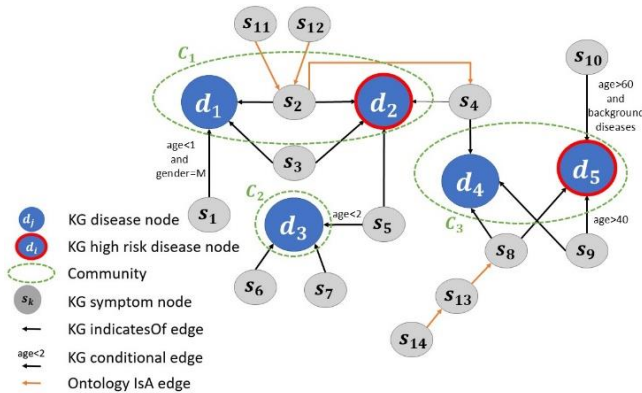 s11
s12
C1
s10
d1
s2
d2
s4
age>60
and
background
diseases
age<1
and
gender=M
s3
C2
d4
d5
s1
d3
age<2
s5
C3
s8
age>40
s9
dj KG disease node
di KG high risk disease node
Community
sk KG symptom node
KG indicatesOf edge
age<2 KG conditional edge
Ontology IsA edge
s6
s7
s13
s14